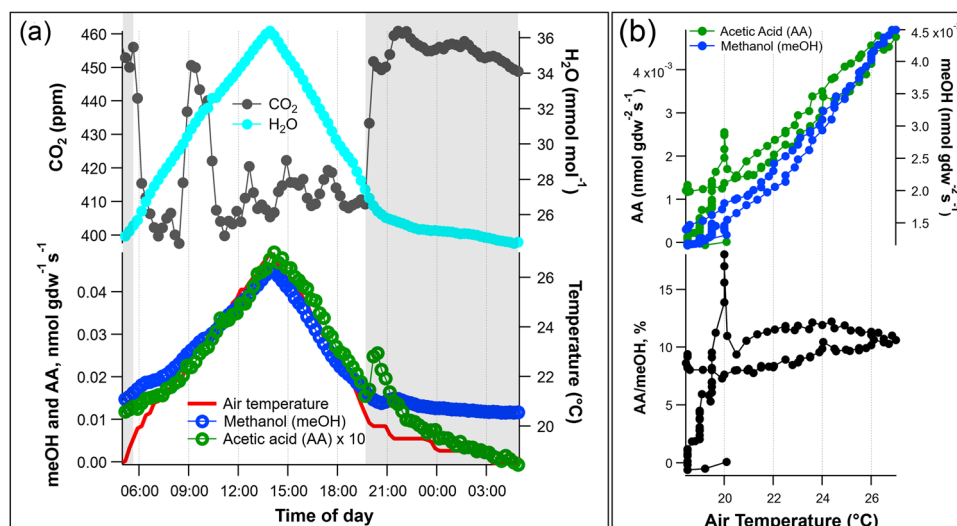 (a)
460
450
440
430
420
410
400
CO₂ (ppm)
CO₂
H₂O
36
34
32
30
28
26
H₂O (mmol mol⁻¹)
0.04
0.03
0.02
0.01
0.00
meOH and AA, nmol gdw⁻¹ s⁻¹
Air temperature
Methanol (meOH)
Acetic acid (AA) x 10
26
24
22
20
Temperature (°C)
06:00 09:00 12:00 15:00 18:00 21:00 00:00 03:00
Time of day
(b)
Acetic Acid (AA)
Methanol (meOH)
4 x10⁻³
3
2
1
0
AA (nmol gdw⁻² s⁻¹)
4.0
3.5
3.0
2.5
2.0
1.5
meOH (nmol gdw⁻² s⁻¹)
15
10
5
0
AA/meOH, %
20 22 24 26
Air Temperature (°C)